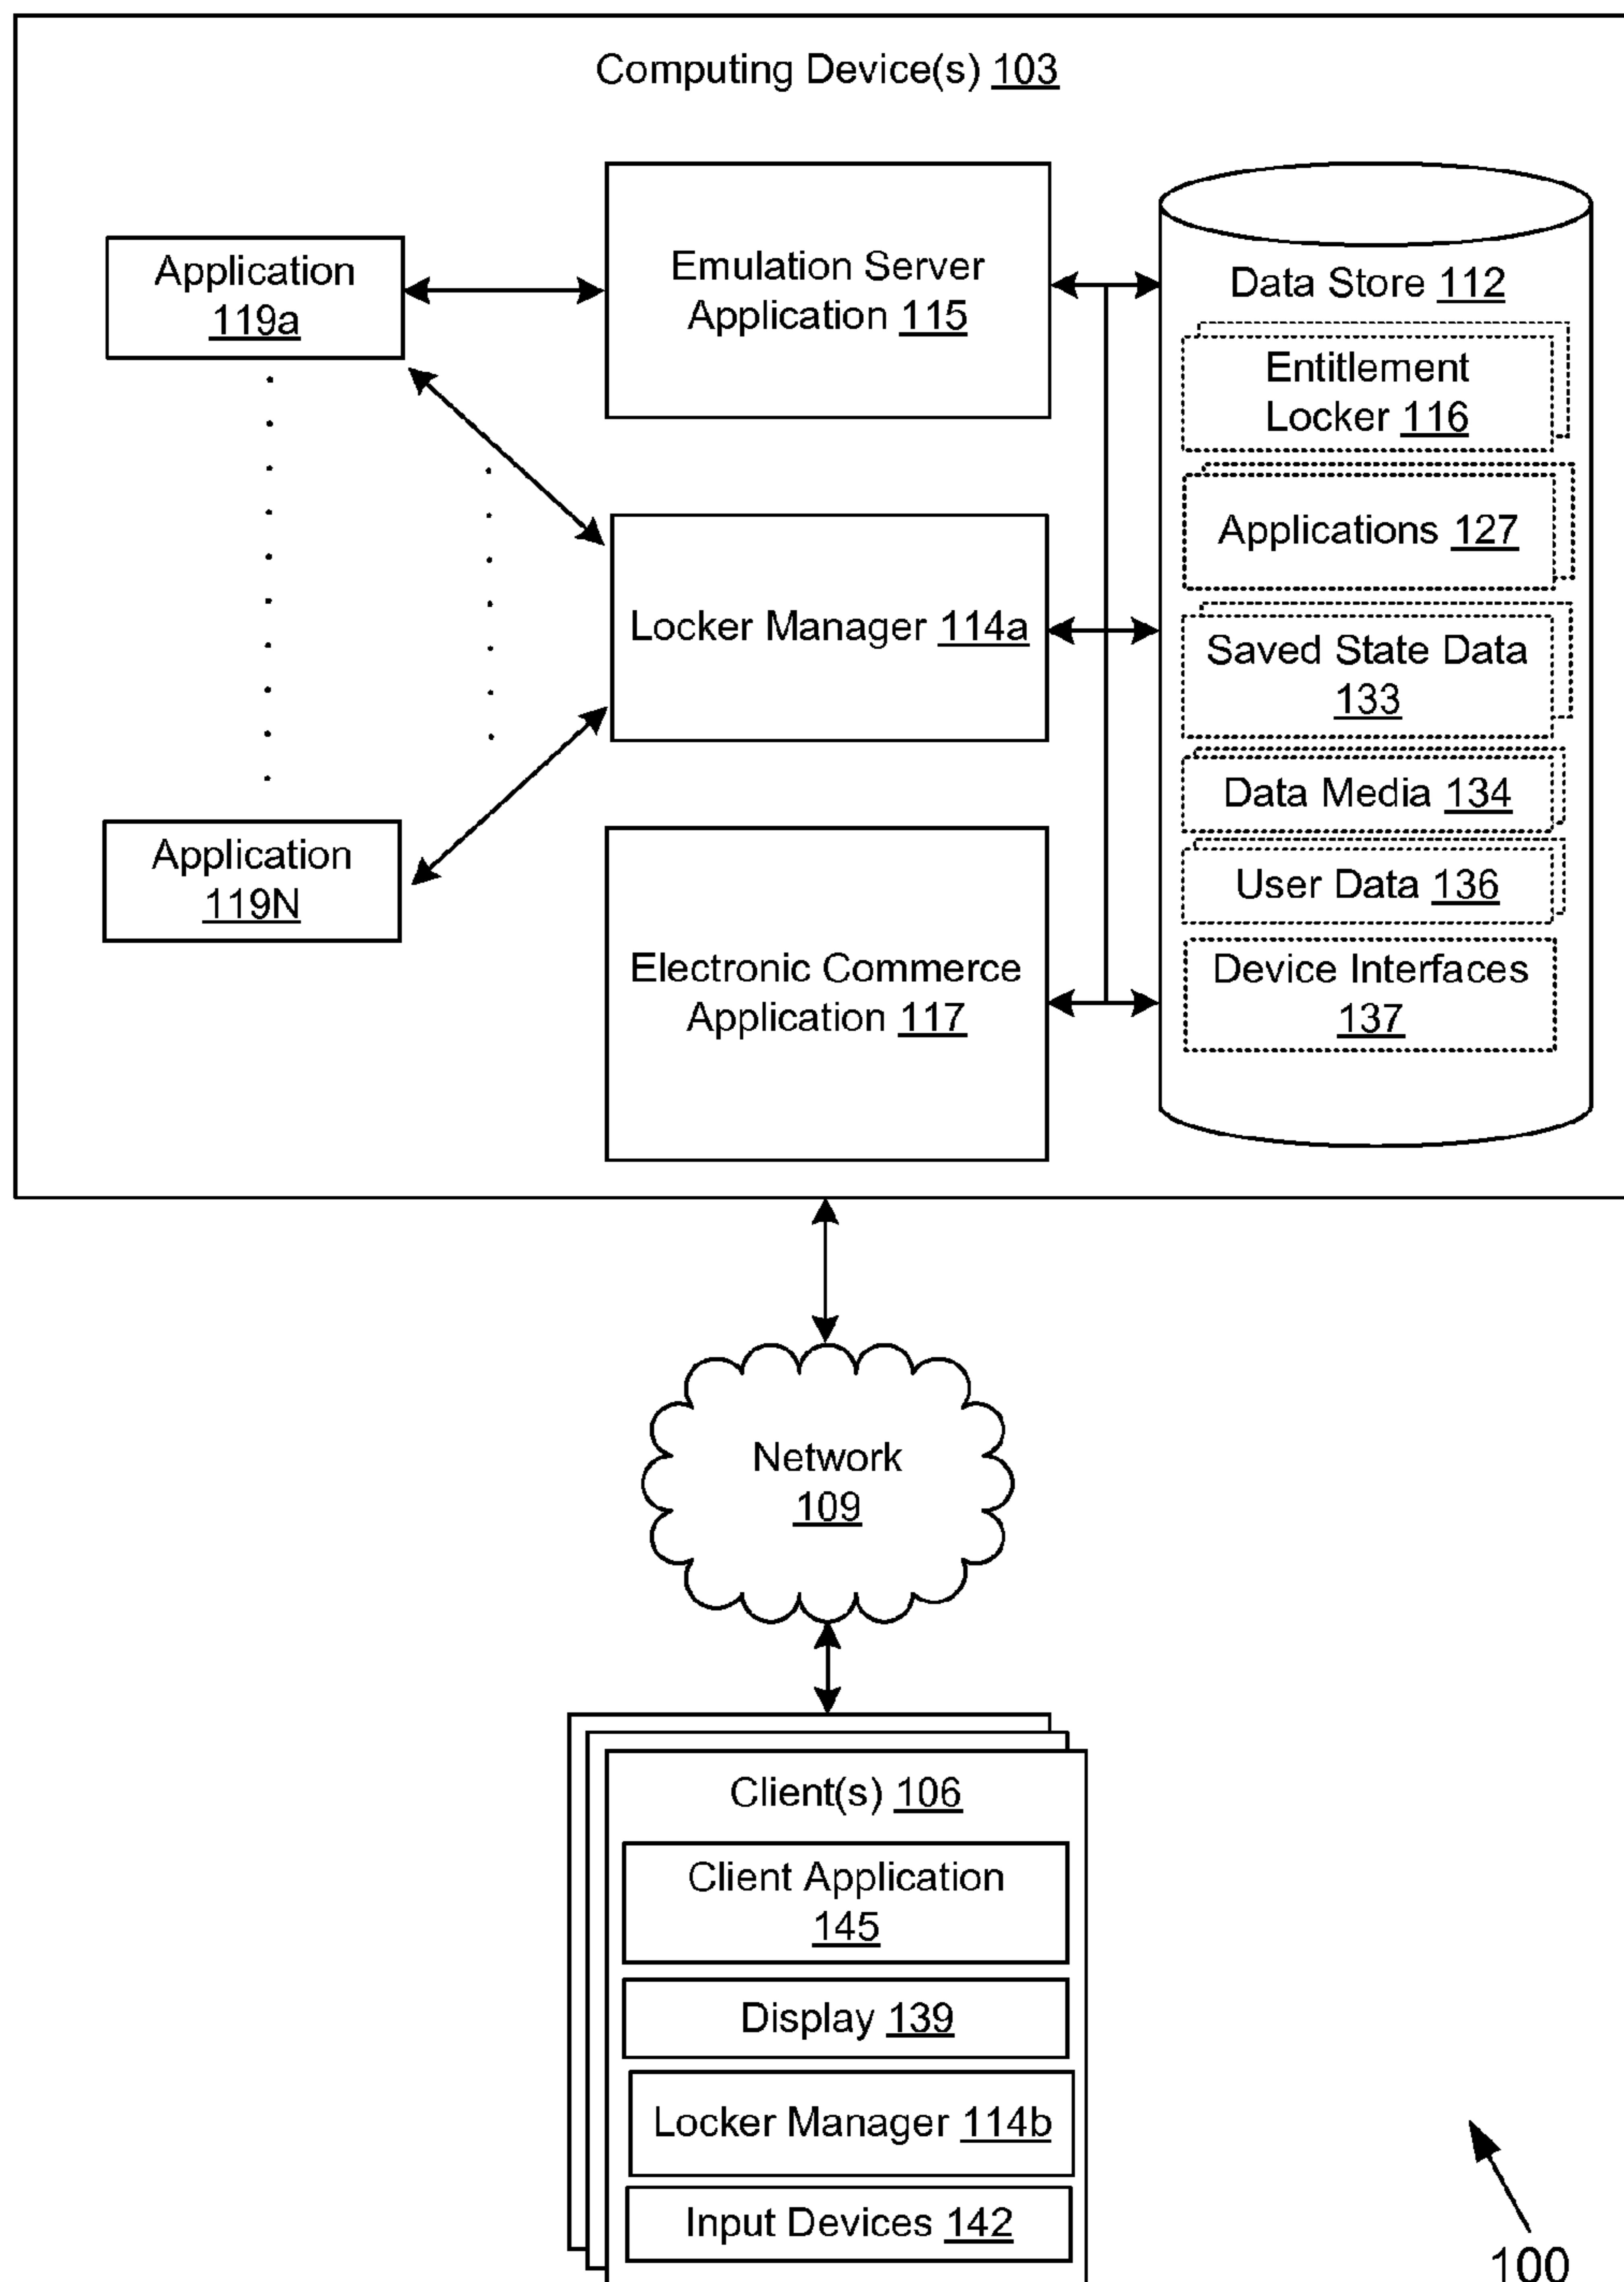 Computing Device(s) 103
Application
119a
Emulation Server
Application 115
Locker Manager 114a
Application
119N
Electronic Commerce
Application 117
Data Store 112
Entitlement
Locker 116
Applications 127
Saved State Data
133
Data Media 134
User Data 136
Device Interfaces
137
Network
109
Client(s) 106
Client Application
145
Display 139
Locker Manager 114b
Input Devices 142
100